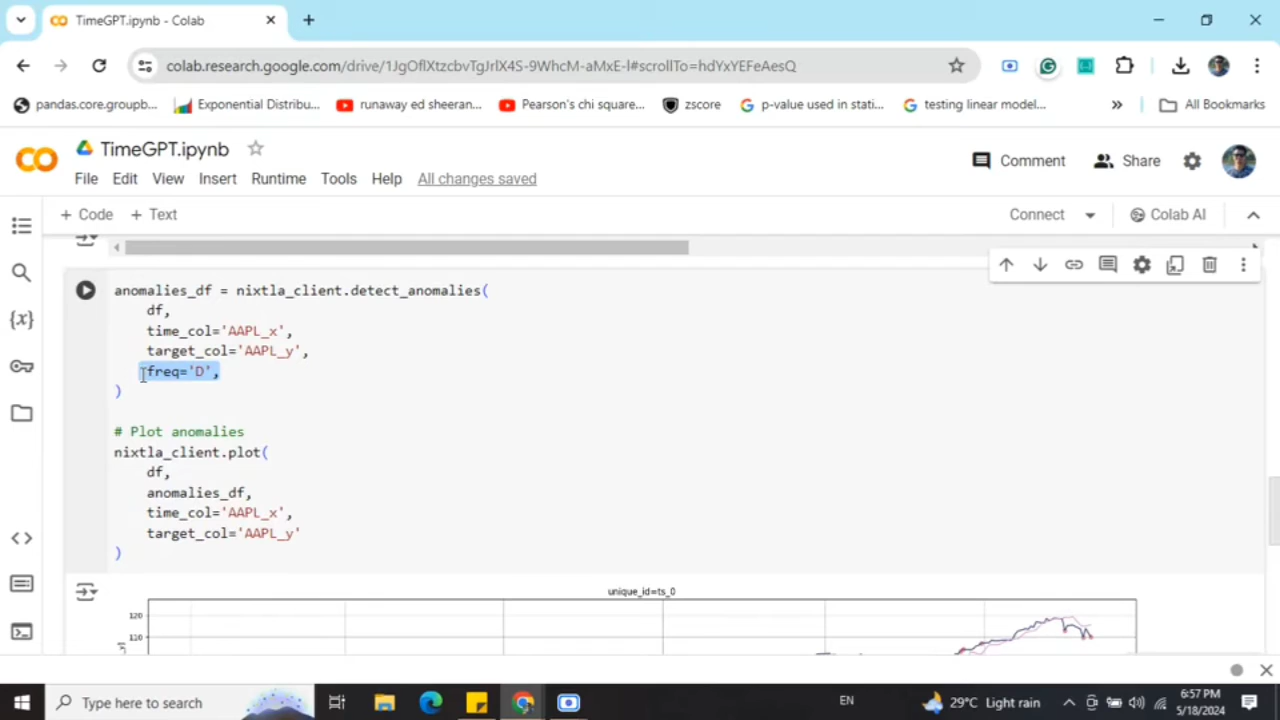 TimeGPT.ipynb - Colab
colab.research.google.com/drive/1JgOflXtzcbvTgJrlX4S-9WhcM-aMxE-l#scrollTo=hdYxYEFeAesQ
pandas.core.groupb...
Exponential Distribu...
runaway ed sheeran...
Pearson's chi square...
zscore
p-value used in stati...
testing linear model...
All Bookmarks
TimeGPT.ipynb
Comment
Share
File Edit View Insert Runtime Tools Help All changes saved
+ Code + Text
Connect
Colab AI
anomalies_df = nixtla_client.detect_anomalies(
df,
time_col='AAPL_x',
target_col='AAPL_y',
freq='D',
)
# Plot anomalies
nixtla_client.plot(
df,
anomalies_df,
time_col='AAPL_x',
target_col='AAPL_y'
)
unique_id=ts_0
120
110
Type here to search
EN
29°C Light rain
6:57 PM
5/18/2024